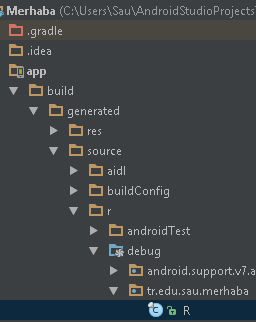 Merhaba (C:\Users\Sau\AndroidStudioProjects\
.gradle
.idea
app
build
generated
res
source
aidl
buildConfig
r
androidTest
debug
android.support.v7.a
tr.edu.sau.merhaba
C R